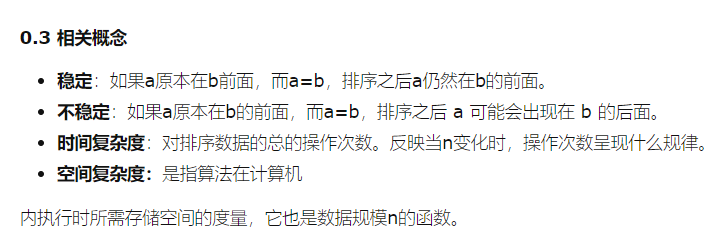 0.3 相关概念
稳定：如果a原本在b前面，而a=b，排序之后a仍然在b的前面。
不稳定：如果a原本在b的前面，而a=b，排序之后 a 可能会出现在 b 的后面。
时间复杂度：对排序数据的总的操作次数。反映当n变化时，操作次数呈现什么规律。
空间复杂度：是指算法在计算机
内执行时所需存储空间的度量，它也是数据规模n的函数。